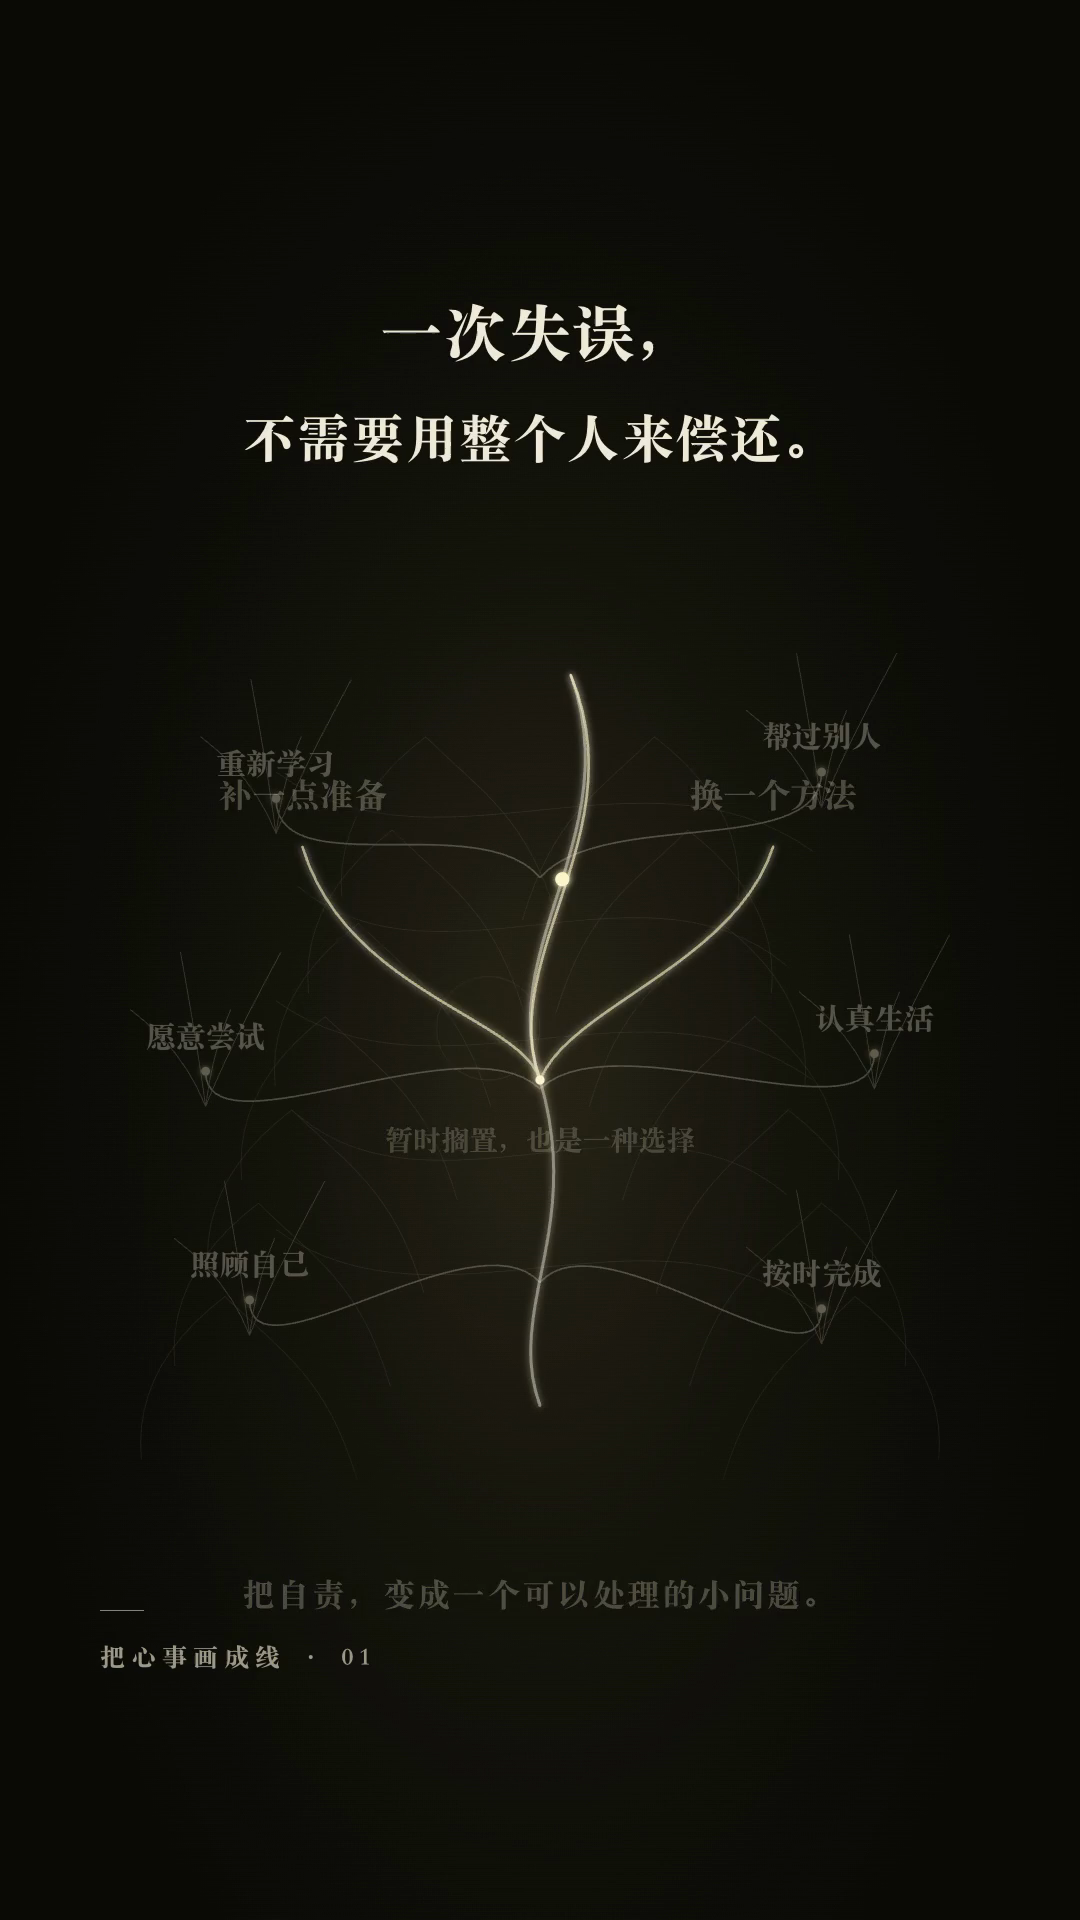 一次失误，
不需要用整个人来偿还。
帮过别人
重新学习
补一点准备
换一个方法
认真生活
愿意尝试
暂时搁置，也是一种选择
照顾自己
按时完成
把自责，变成一个可以处理的小问题。
把心事画成线 · 01